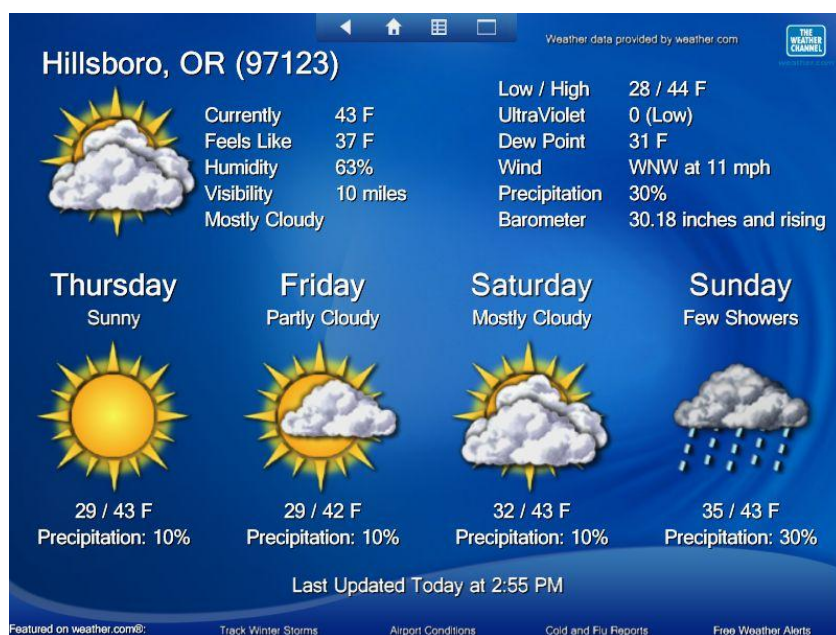 Weather data provided by weather.com
THE
WEATHER
CHANNEL
weather.com
Hillsboro, OR (97123)
Currently 43 F
Feels Like 37 F
Humidity 63%
Visibility 10 miles
Mostly Cloudy
Low / High 28 / 44 F
UltraViolet 0 (Low)
Dew Point 31 F
Wind WNW at 11 mph
Precipitation 30%
Barometer 30.18 inches and rising
Thursday
Sunny
29 / 43 F
Precipitation: 10%
Friday
Partly Cloudy
29 / 42 F
Precipitation: 10%
Saturday
Mostly Cloudy
32 / 43 F
Precipitation: 10%
Sunday
Few Showers
35 / 43 F
Precipitation: 30%
Last Updated Today at 2:55 PM
Featured on weather.com®: Track Winter Storms Airport Conditions Cold and Flu Reports Free Weather Alerts